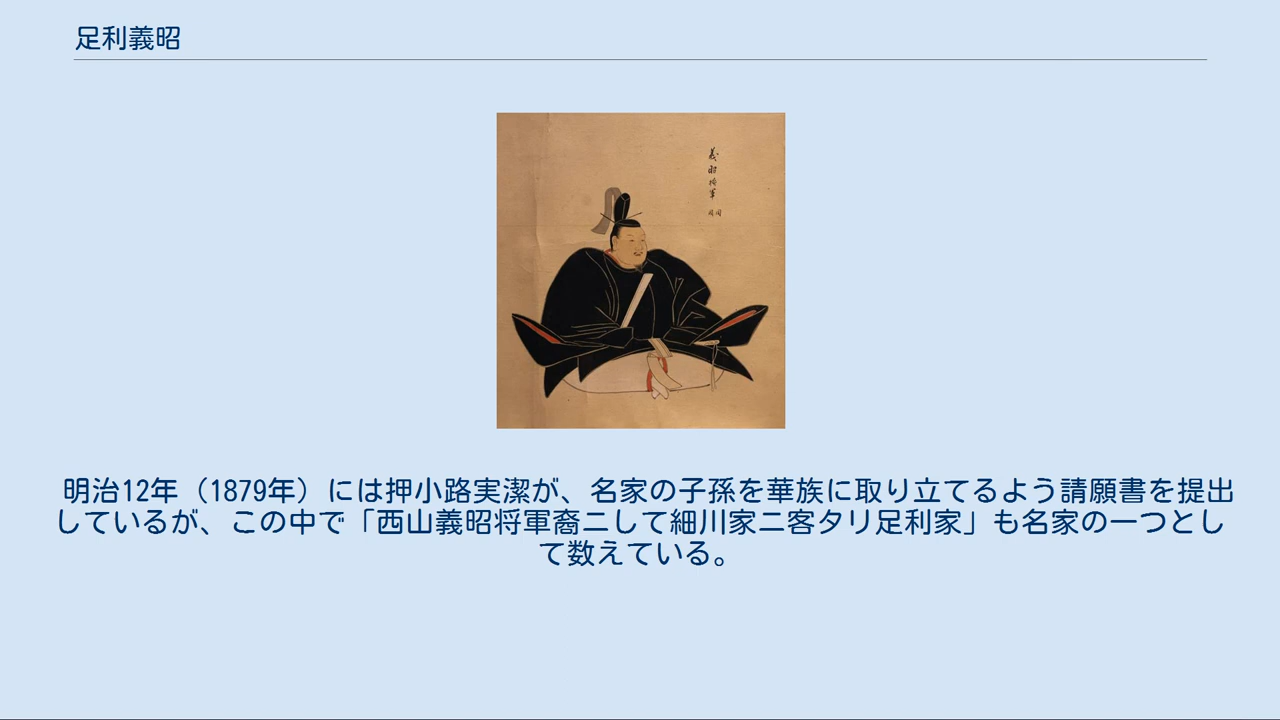 足利義昭
義昭将軍
明治12年（1879年）には押小路実潔が、名家の子孫を華族に取り立てるよう請願書を提出
しているが、この中で「西山義昭将軍裔ニして細川家ニ客タリ足利家」も名家の一つとし
て数えている。